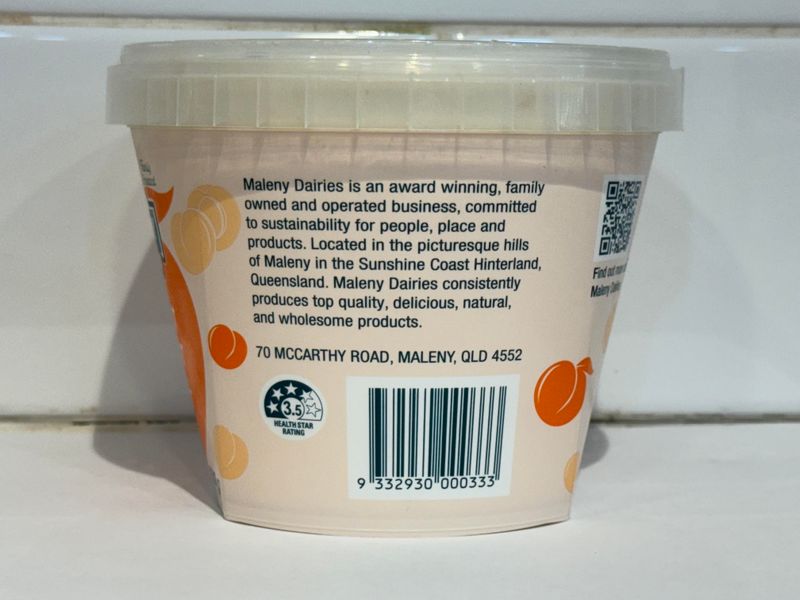 Maleny Dairies is an award winning, family
owned and operated business, committed
to sustainability for people, place and
products. Located in the picturesque hills
of Maleny in the Sunshine Coast Hinterland,
Queensland. Maleny Dairies consistently
produces top quality, delicious, natural,
and wholesome products.
70 MCCARTHY ROAD, MALENY, QLD 4552
3.5
HEALTH STAR
RATING
9 332930 000333
Find out
Maleny